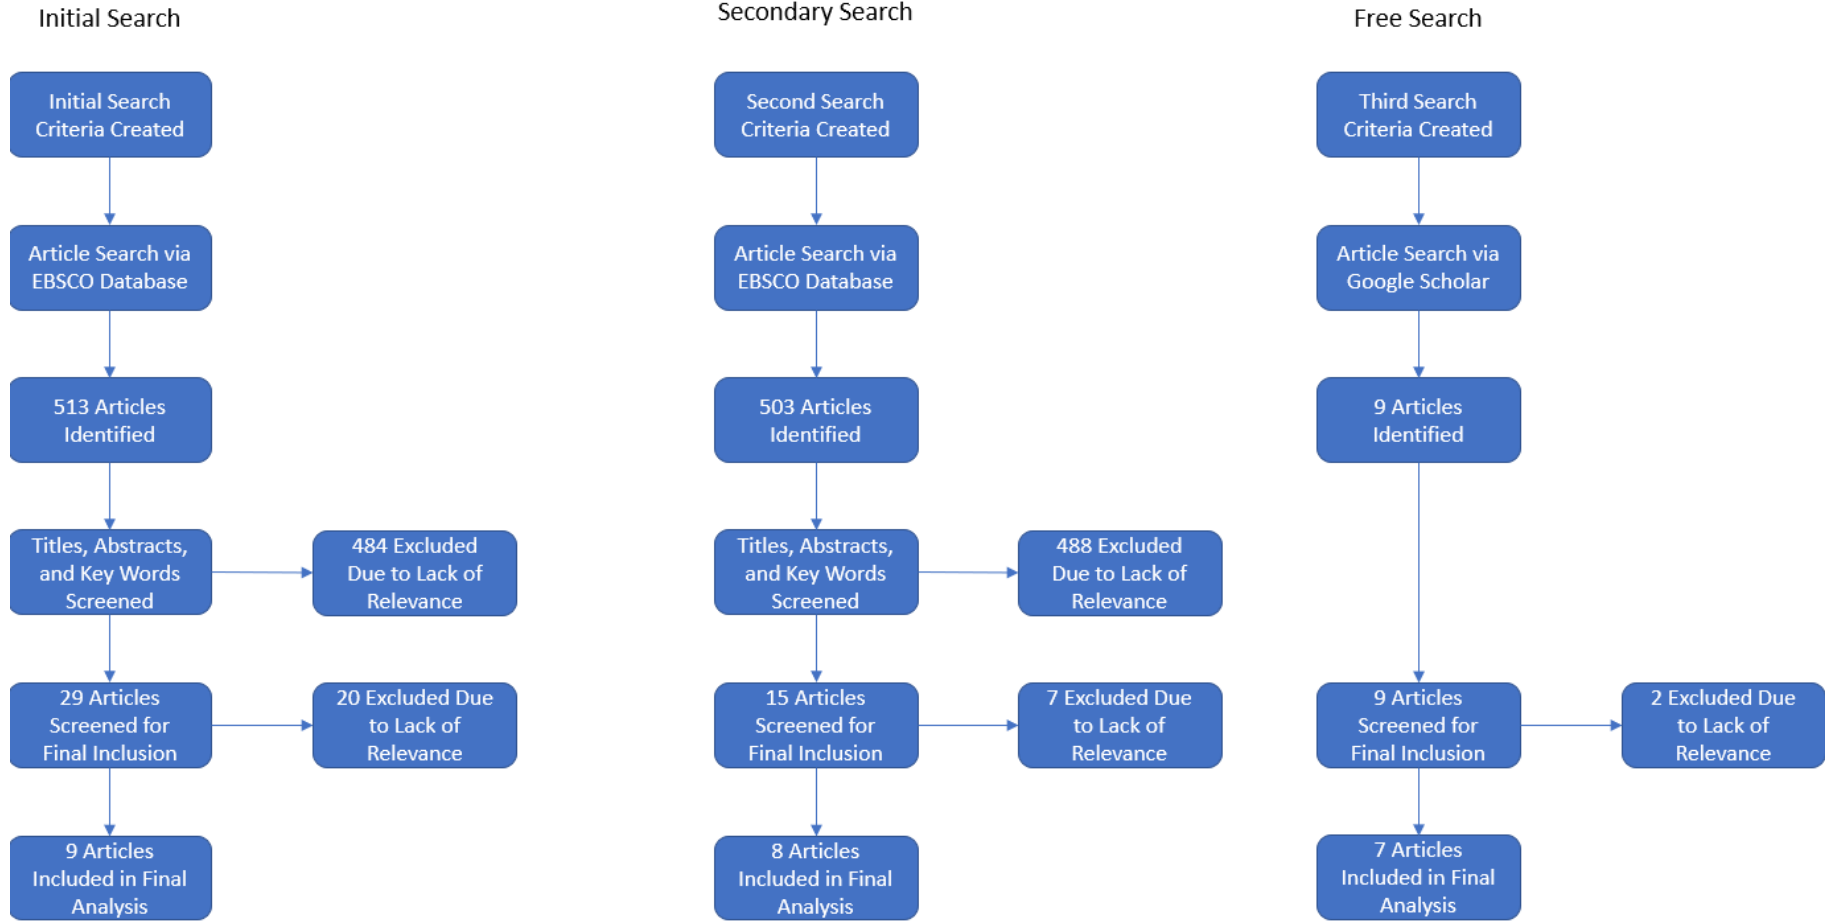 Initial Search
Initial Search
Criteria Created
Article Search via
EBSCO Database
513 Articles
Identified
Titles, Abstracts,
and Key Words
Screened
484 Excluded
Due to Lack of
Relevance
29 Articles
Screened for
Final Inclusion
20 Excluded Due
to Lack of
Relevance
9 Articles
Included in Final
Analysis
Secondary Search
Second Search
Criteria Created
Article Search via
EBSCO Database
503 Articles
Identified
Titles, Abstracts,
and Key Words
Screened
488 Excluded
Due to Lack of
Relevance
15 Articles
Screened for
Final Inclusion
7 Excluded Due
to Lack of
Relevance
8 Articles
Included in Final
Analysis
Free Search
Third Search
Criteria Created
Article Search via
Google Scholar
9 Articles
Identified
9 Articles
Screened for
Final Inclusion
2 Excluded Due
to Lack of
Relevance
7 Articles
Included in Final
Analysis